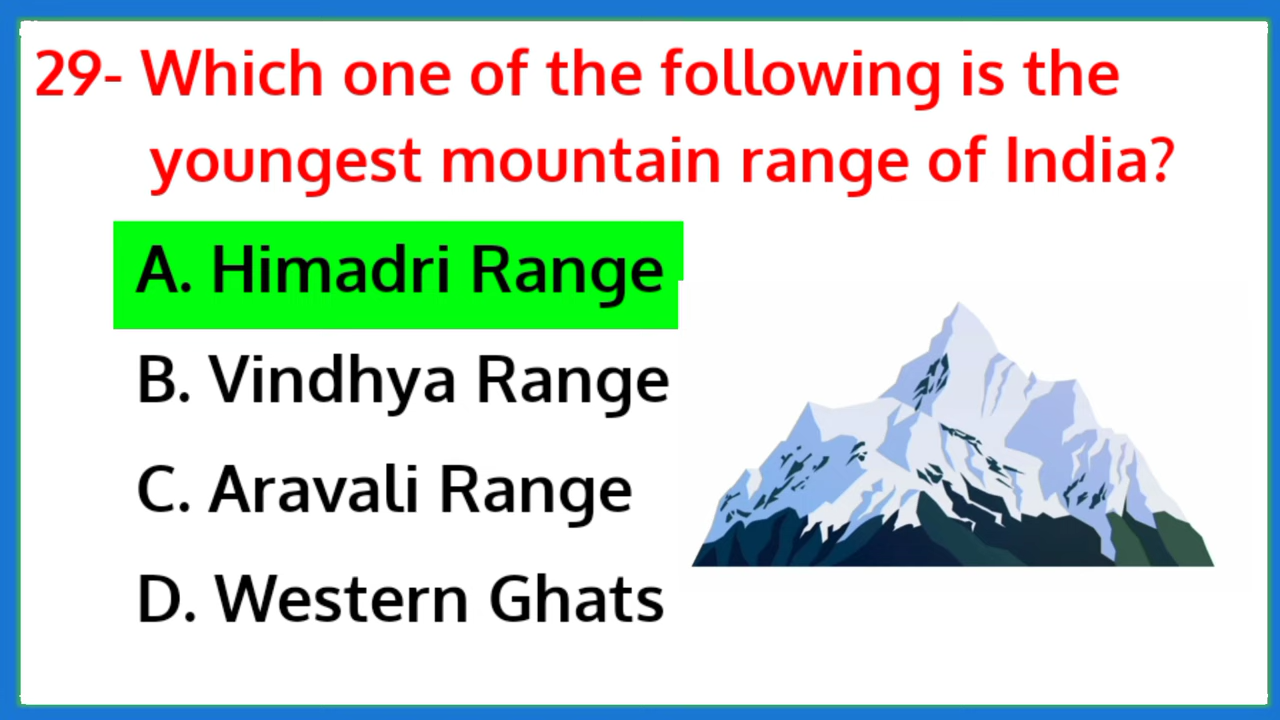 29- Which one of the following is the
youngest mountain range of India?
A. Himadri Range
B. Vindhya Range
C. Aravali Range
D. Western Ghats